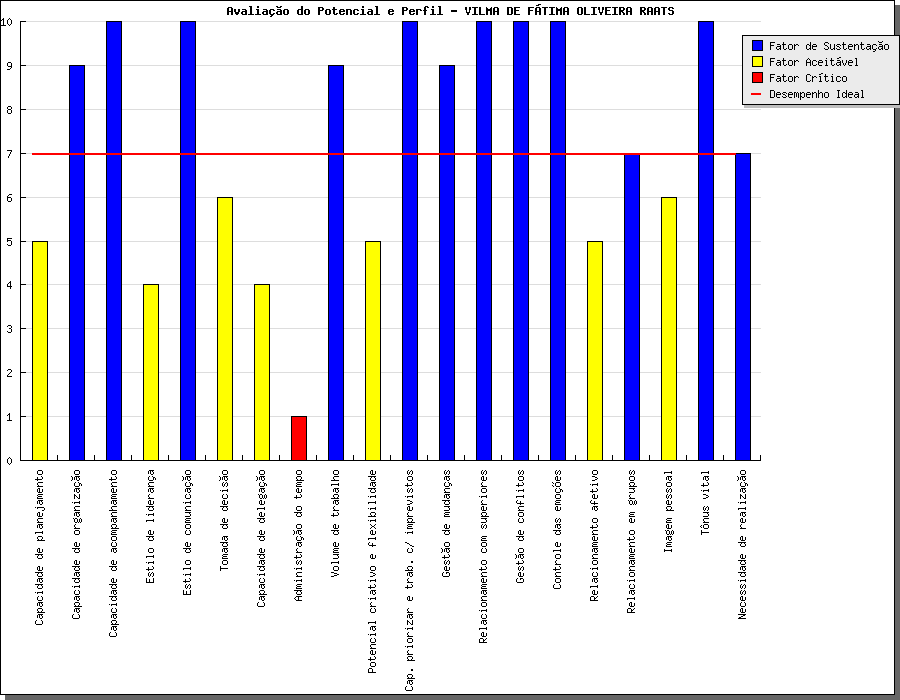 Avaliação do Potencial e Perfil - VILMA DE FÁTIMA OLIVEIRA RAATS
Fator de Sustentação
Fator Aceitável
Fator Crítico
Desempenho Ideal
10
9
8
7
6
5
4
3
2
1
0
Capacidade de planejamento
Capacidade de organização
Capacidade de acompanhamento
Estilo de liderança
Estilo de comunicação
Tomada de decisão
Capacidade de delegação
Administração do tempo
Volume de trabalho
Potencial criativo e flexibilidade
Cap. priorizar e trab. c/ imprevistos
Gestão de mudanças
Relacionamento com superiores
Gestão de conflitos
Controle das emoções
Relacionamento afetivo
Relacionamento em grupos
Imagem pessoal
Tônus vital
Necessidade de realização